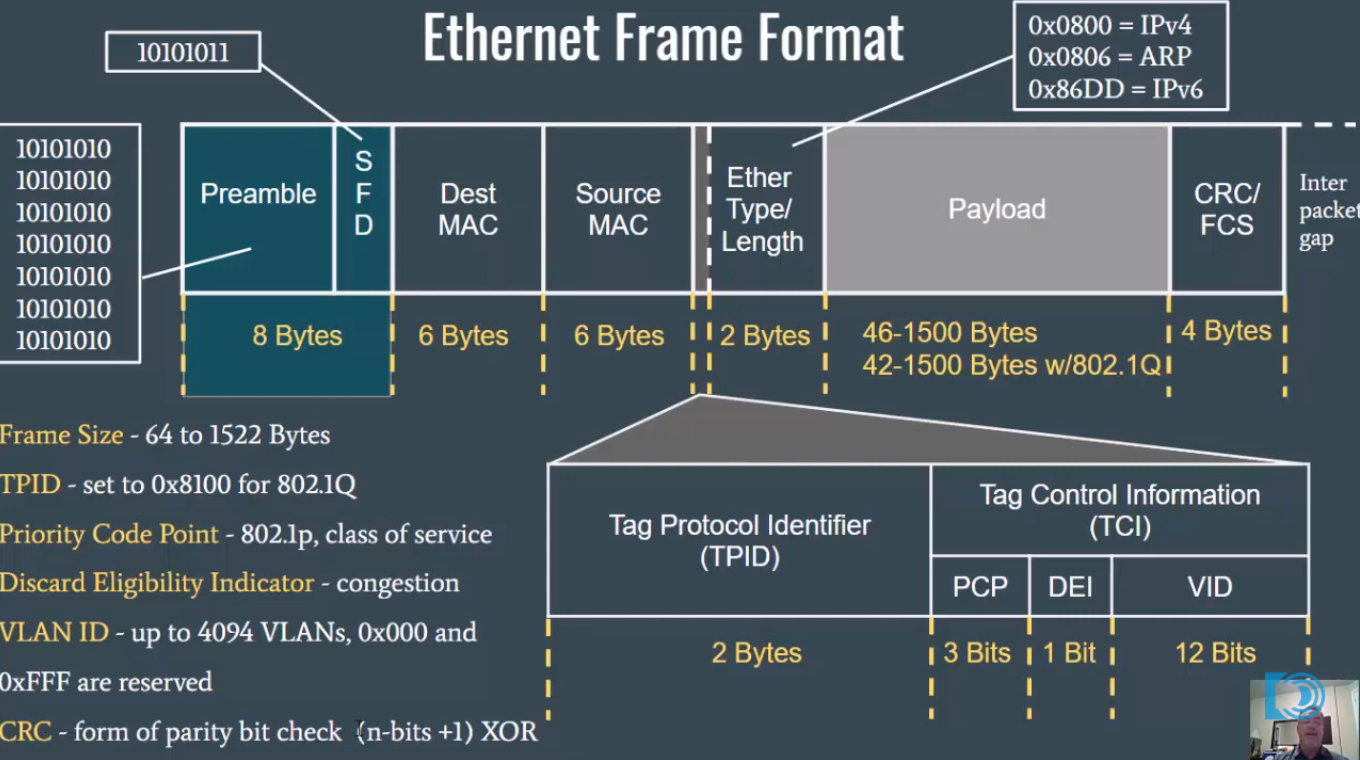 Ethernet Frame Format
10101011
0x0800 = IPv4
0x0806 = ARP
0x86DD = IPv6
10101010
10101010
10101010
10101010
10101010
10101010
10101010
Preamble
S
F
D
Dest
MAC
Source
MAC
Ether
Type/
Length
Payload
CRC/
FCS
Inter
packet
gap
8 Bytes
6 Bytes
6 Bytes
2 Bytes
46-1500 Bytes
42-1500 Bytes w/802.1Q
4 Bytes
Frame Size - 64 to 1522 Bytes
TPID - set to 0x8100 for 802.1Q
Priority Code Point - 802.1p, class of service
Discard Eligibility Indicator - congestion
VLAN ID - up to 4094 VLANs, 0x000 and
0xFFF are reserved
CRC - form of parity bit check (n-bits +1) XOR
Tag Protocol Identifier
(TPID)
Tag Control Information
(TCI)
PCP
DEI
VID
2 Bytes
3 Bits
1 Bit
12 Bits